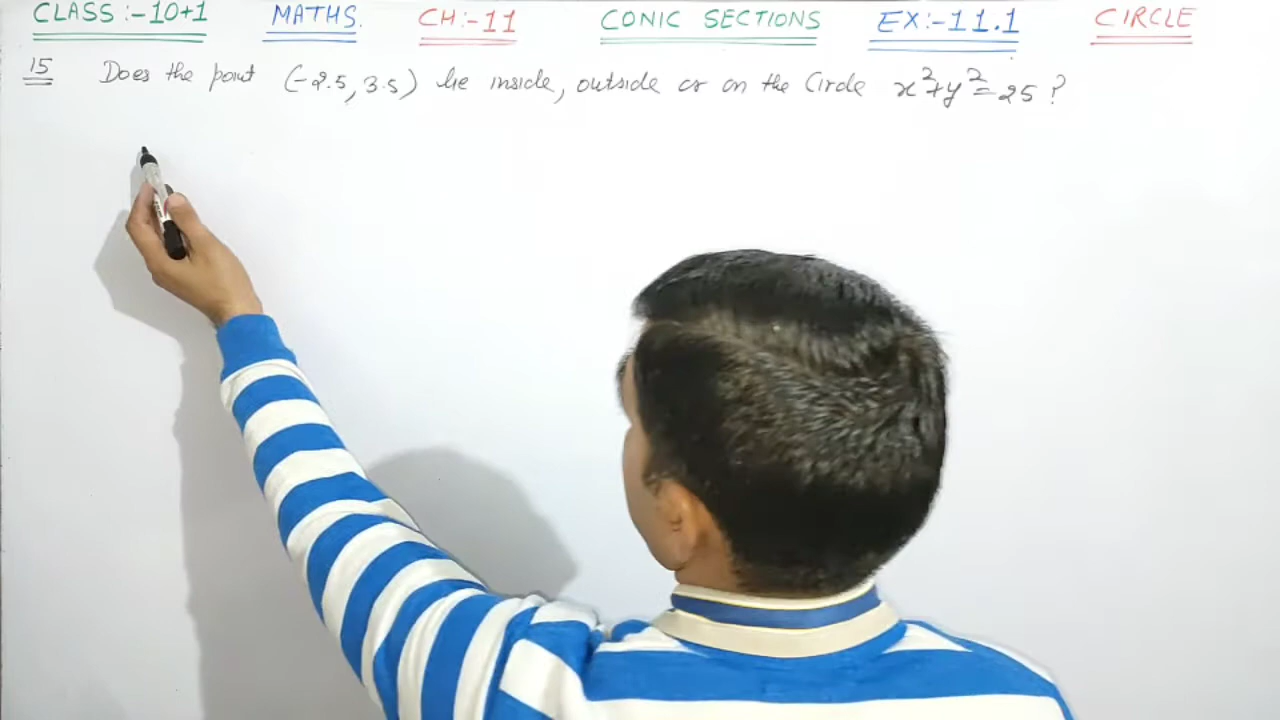 CLASS :-10+1 MATHS. CH:-11 CONIC SECTIONS EX:-11.1 CIRCLE
15 Does the point (-2.5, 3.5) lie inside, outside or on the Circle x²+y²=25 ?